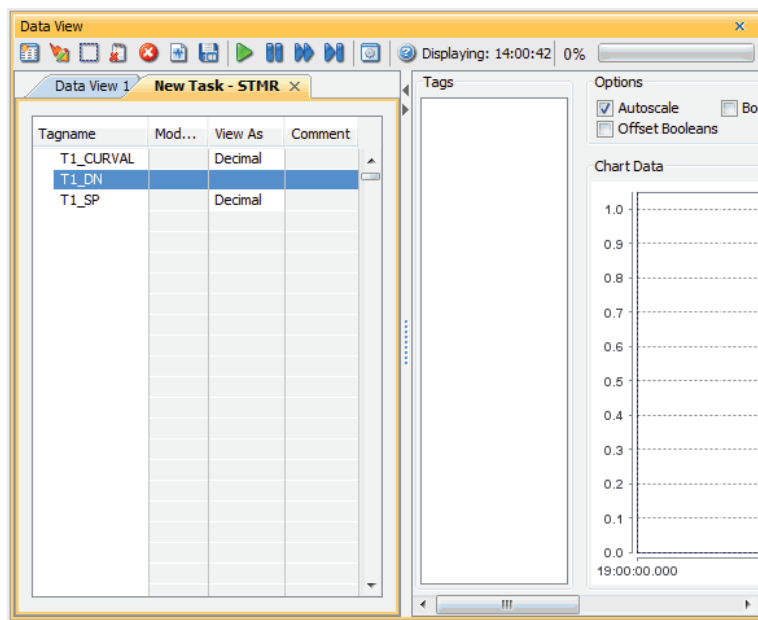 Data View
Displaying: 14:00:42 0%
Data View 1 New Task - STMR
Tagname Mod... View As Comment
T1_CURVAL Decimal
T1_DN
T1_SP Decimal
Tags
Options
Autoscale Bo
Offset Booleans
Chart Data
1.0
0.9
0.8
0.7
0.6
0.5
0.4
0.3
0.2
0.1
0.0
19:00:00.000